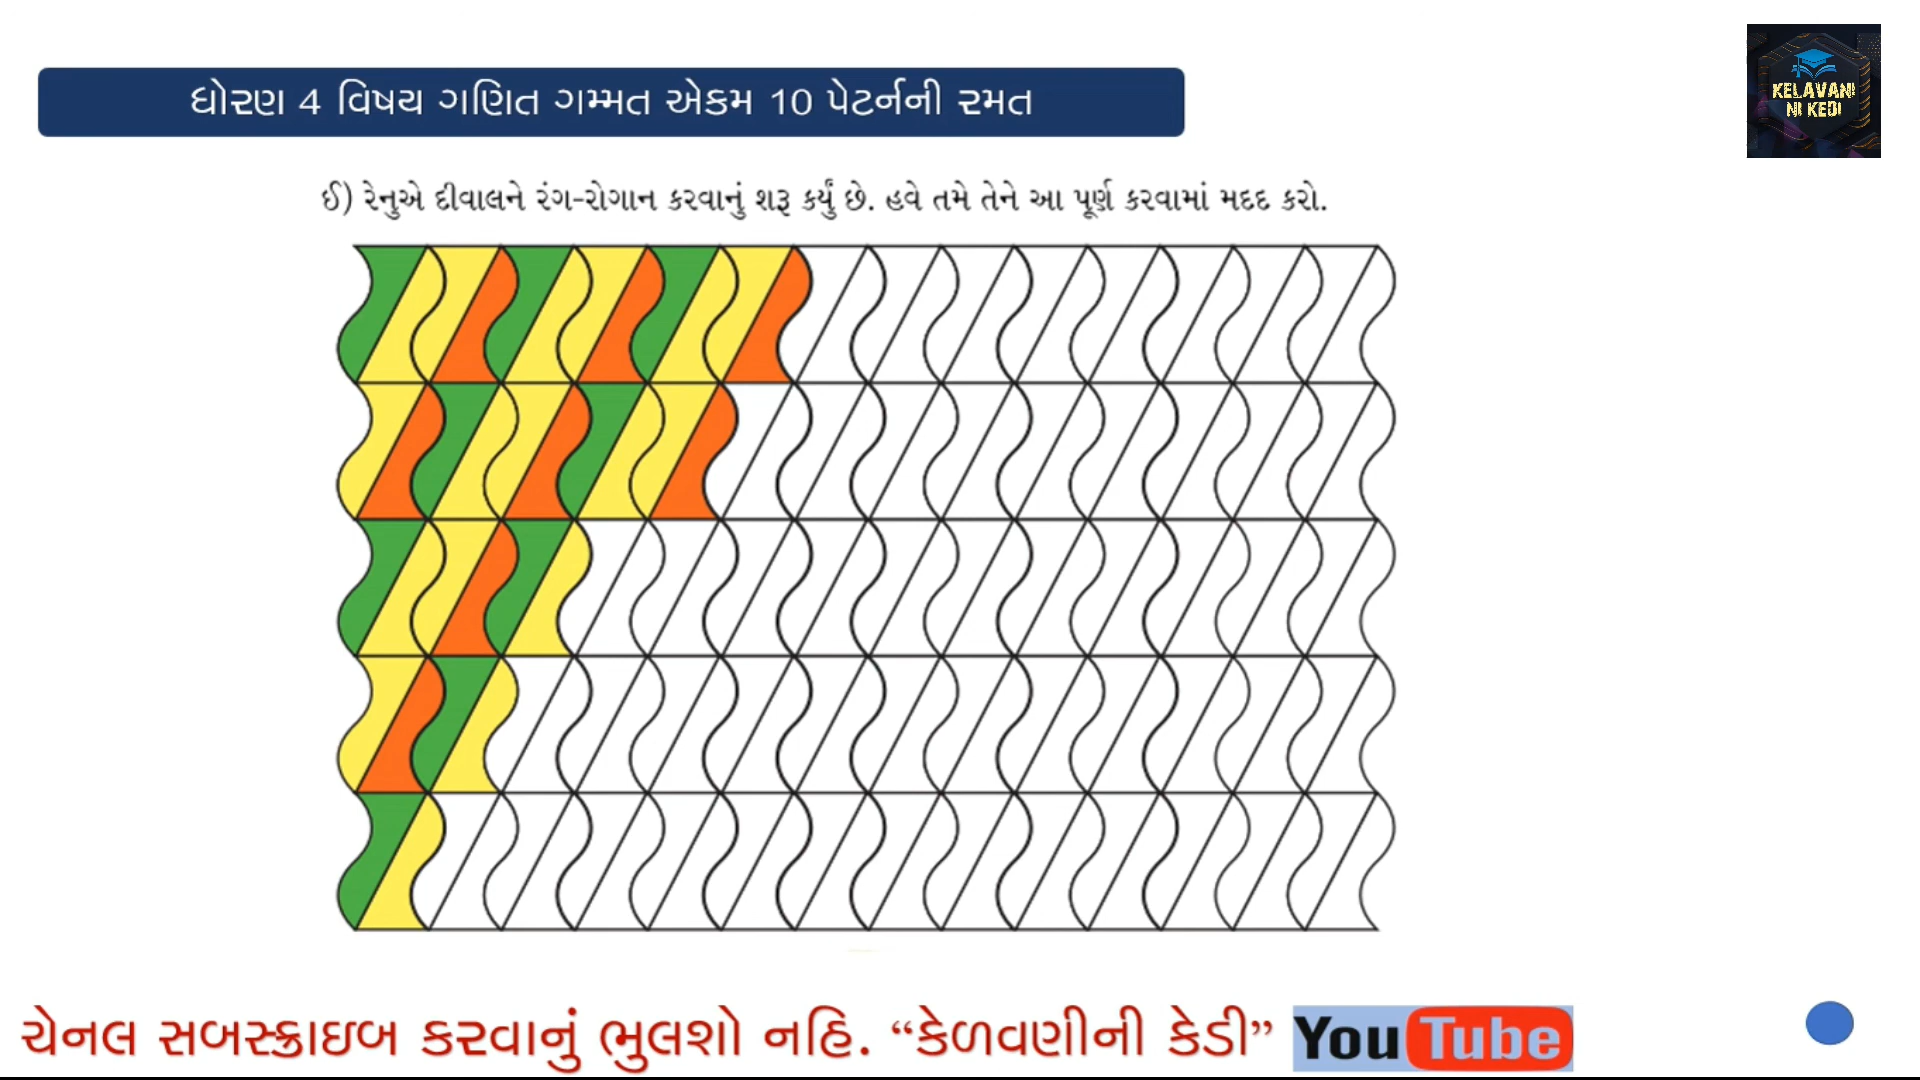 ધોરણ 4 વિષય ગણિત ગમ્મત એકમ 10 પેટર્નની રમત
KELAVANI
NI KEDI
ઈ) રેનુએ દીવાલને રંગ-રોગાન કરવાનું શરૂ કર્યું છે. હવે તમે તેને આ પૂર્ણ કરવામાં મદદ કરો.
ચેનલ સબસ્ક્રાઇબ કરવાનું ભુલશો નહિ. “કેળવણીની કેડી” YouTube